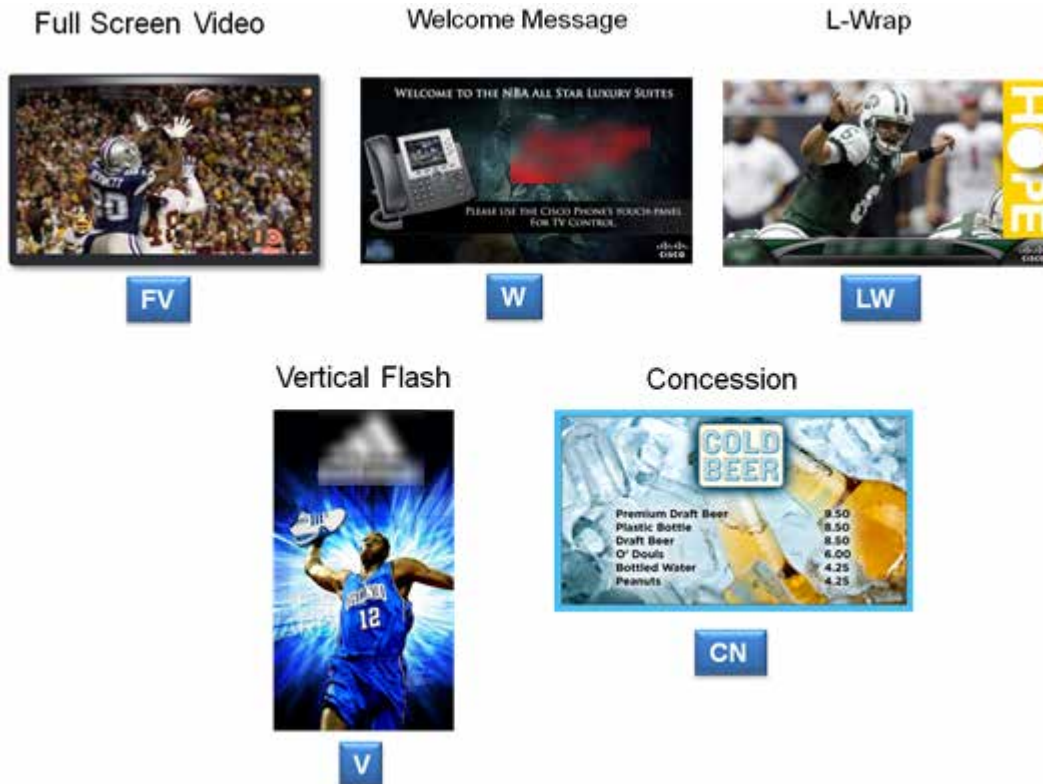 Full Screen Video
Welcome Message
L-Wrap
WELCOME TO THE NBA ALL STAR LUXURY SUITES
PLEASE USE THE CISCO PHONE'S TOUCH-PANEL
FOR TV CONTROL.
CISCO
HOPE
CISCO
6
FV
W
LW
Vertical Flash
Concession
12
COLD
BEER
Premium Draft Beer 9.50
Plastic Bottle 8.50
Draft Beer 8.50
O' Douls 6.00
Bottled Water 4.25
Peanuts 4.25
CN
V